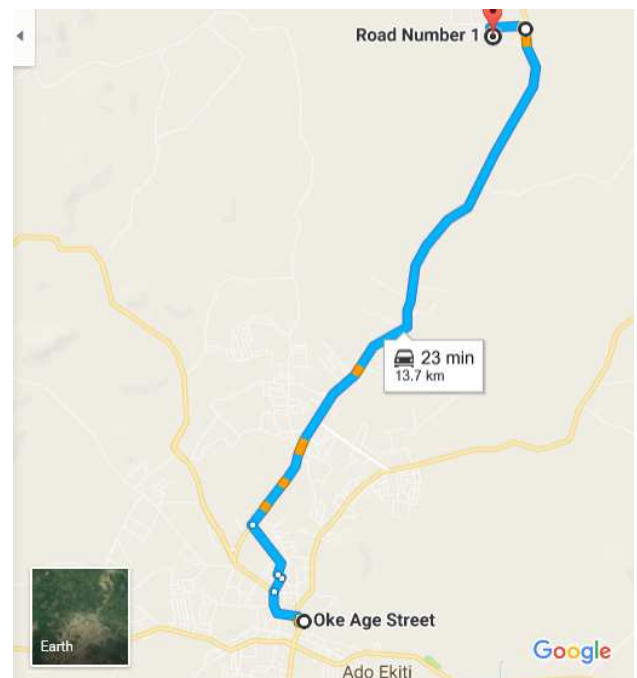 Road Number 1
23 min
13.7 km
Oke Age Street
Earth
Google
Ado Ekiti